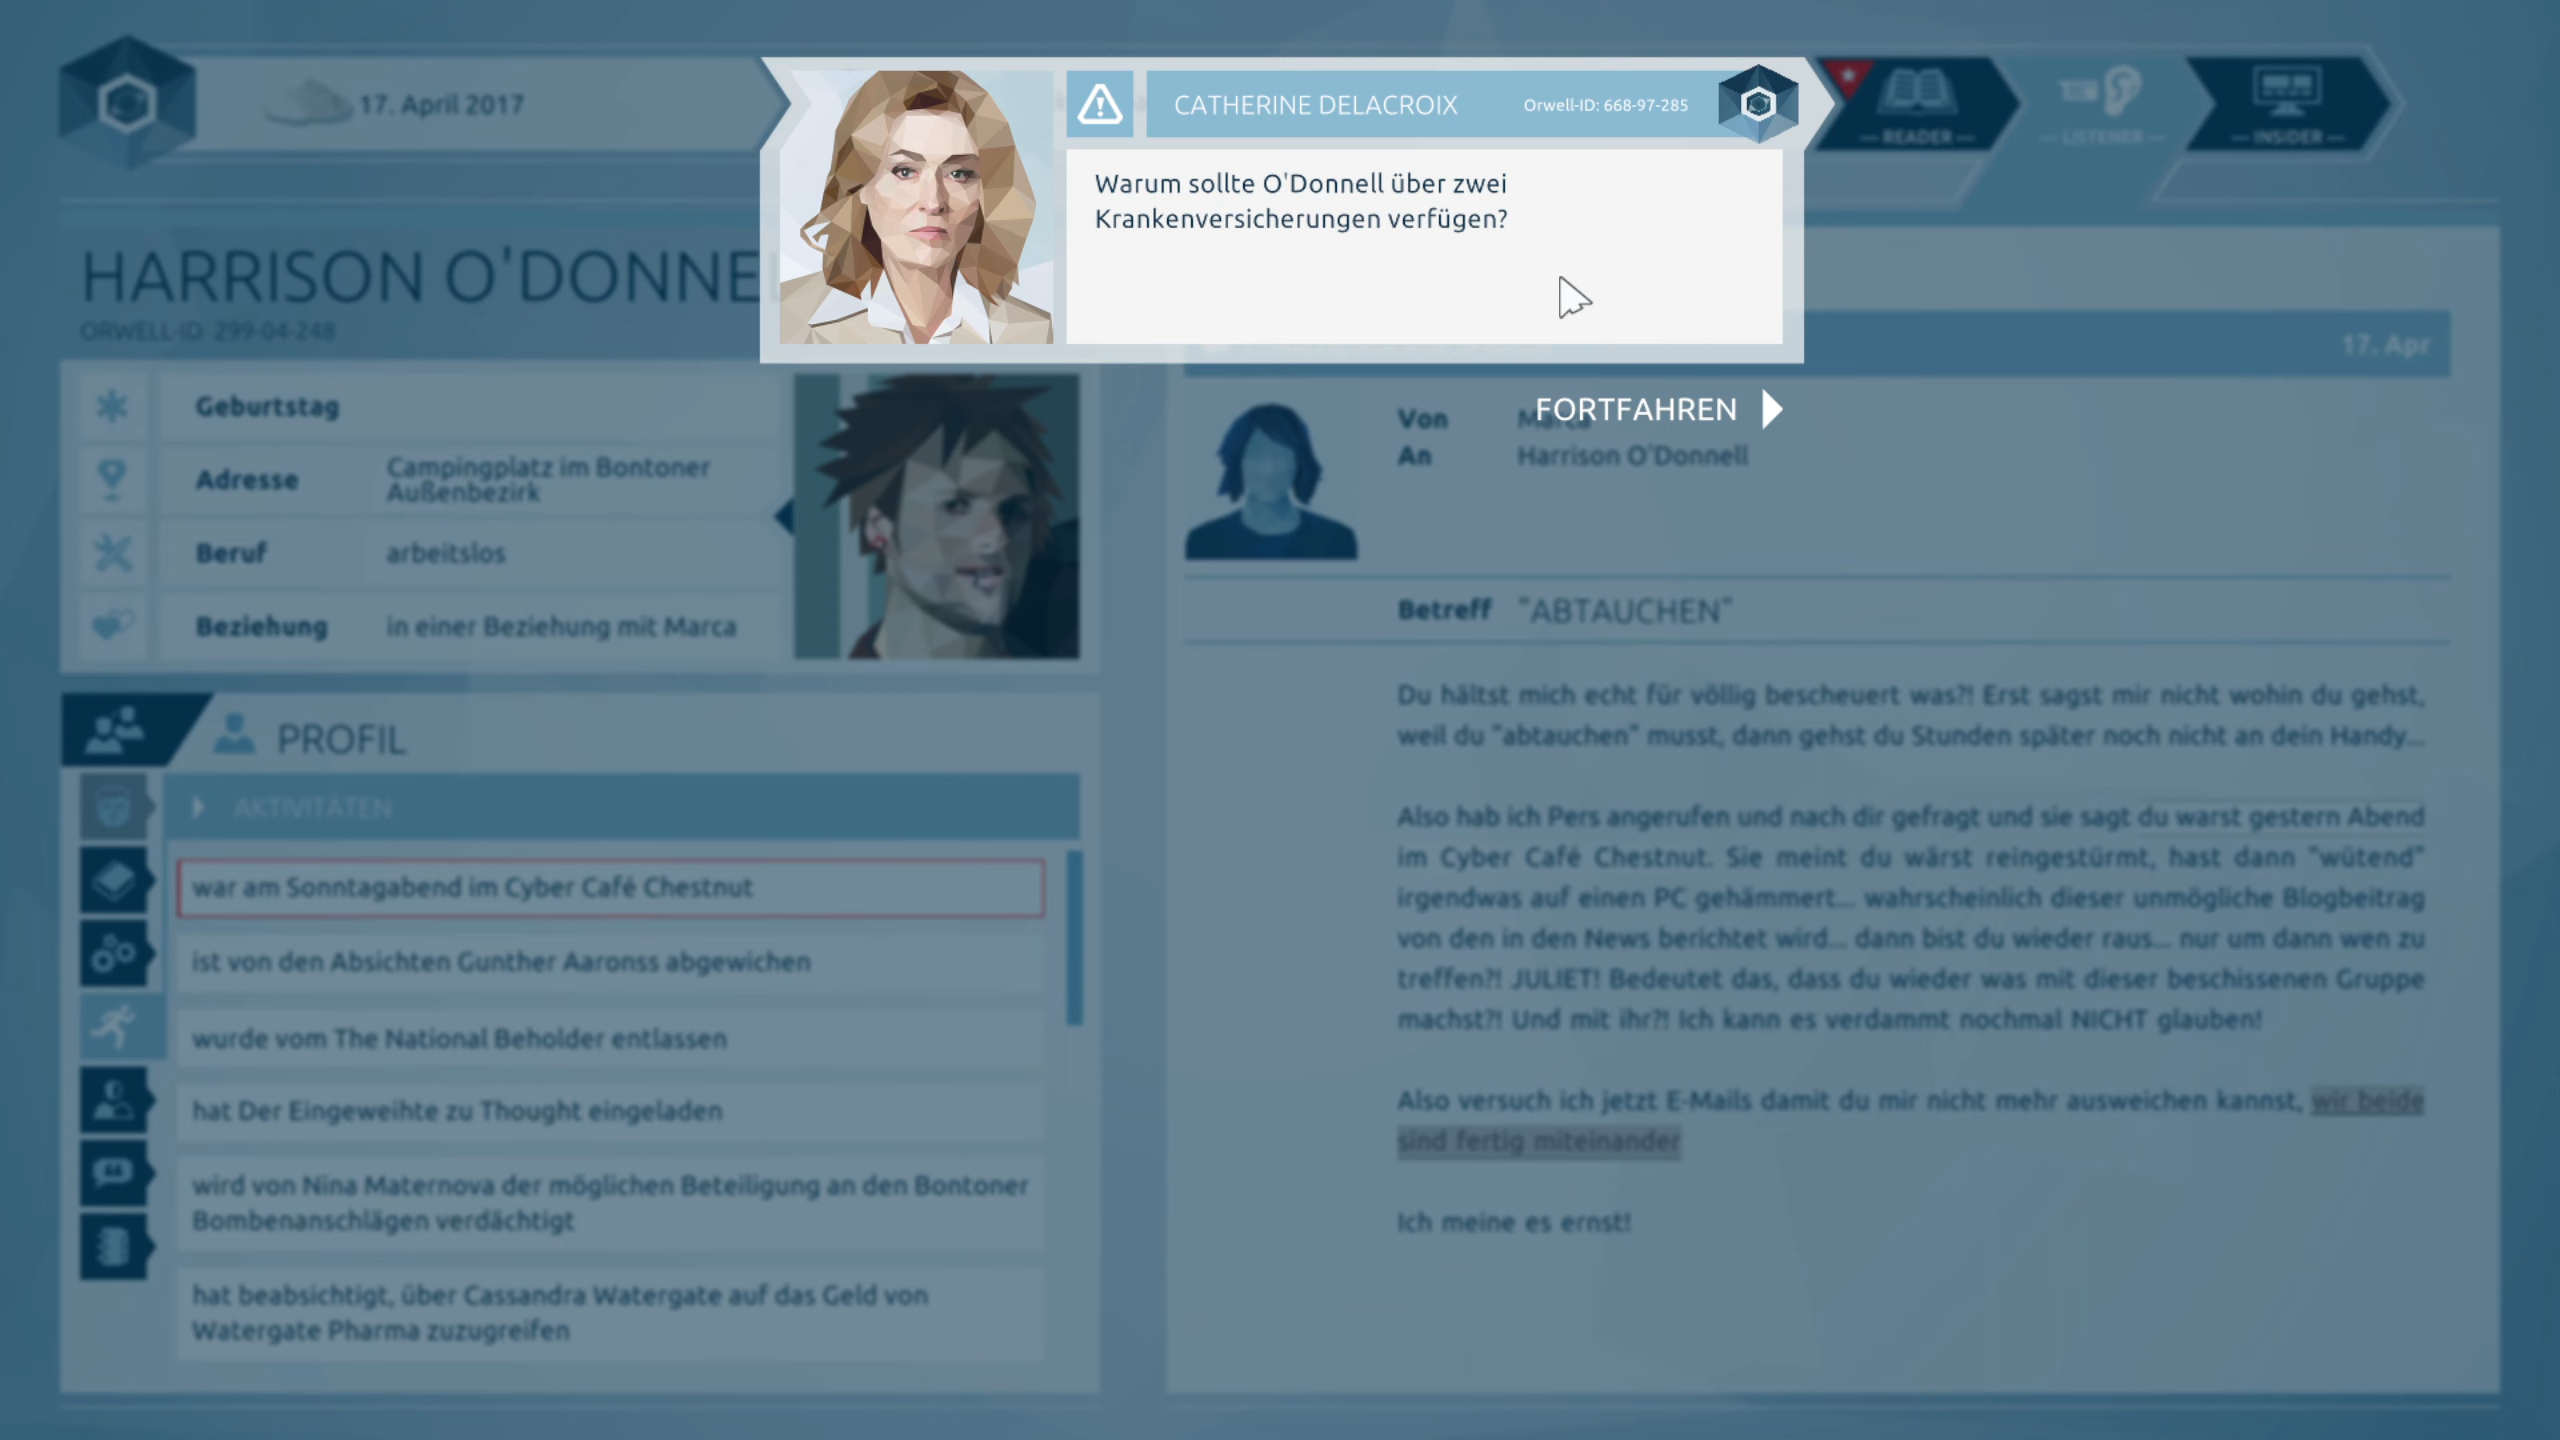 17. April 2017
CATHERINE DELACROIX
Orwell-ID: 668-97-285
Warum sollte O'Donnell über zwei
Krankenversicherungen verfügen?
FORTFAHREN
READER
LISTENER
INSIDER
HARRISON O'DONNE
ORWELL-ID: 299-04-248
Geburtstag
Adresse
Campingplatz im Bontoner
Außenbezirk
Beruf
arbeitslos
Beziehung
in einer Beziehung mit Marca
PROFIL
AKTIVITÄTEN
war am Sonntagabend im Cyber Café Chestnut
ist von den Absichten Gunther Aaronss abgewichen
wurde vom The National Beholder entlassen
hat Der Eingeweihte zu Thought eingeladen
wird von Nina Maternova der möglichen Beteiligung an den Bontoner
Bombenanschlägen verdächtigt
hat beabsichtigt, über Cassandra Watergate auf das Geld von
Watergate Pharma zuzugreifen
17. Apr
Von
Marca
An
Harrison O'Donnell
Betreff "ABTAUCHEN"
Du hältst mich echt für völlig bescheuert was?! Erst sagst mir nicht wohin du gehst,
weil du "abtauchen" musst, dann gehst du Stunden später noch nicht an dein Handy...
Also hab ich Pers angerufen und nach dir gefragt und sie sagt du warst gestern Abend
im Cyber Café Chestnut. Sie meint du wärst reingestürmt, hast dann "wütend"
irgendwas auf einen PC gehämmert... wahrscheinlich dieser unmögliche Blogbeitrag
von den in den News berichtet wird... dann bist du wieder raus... nur um dann wen zu
treffen?! JULIET! Bedeutet das, dass du wieder was mit dieser beschissenen Gruppe
machst?! Und mit ihr?! Ich kann es verdammt nochmal NICHT glauben!
Also versuch ich jetzt E-Mails damit du mir nicht mehr ausweichen kannst, wir beide
sind fertig miteinander
Ich meine es ernst!